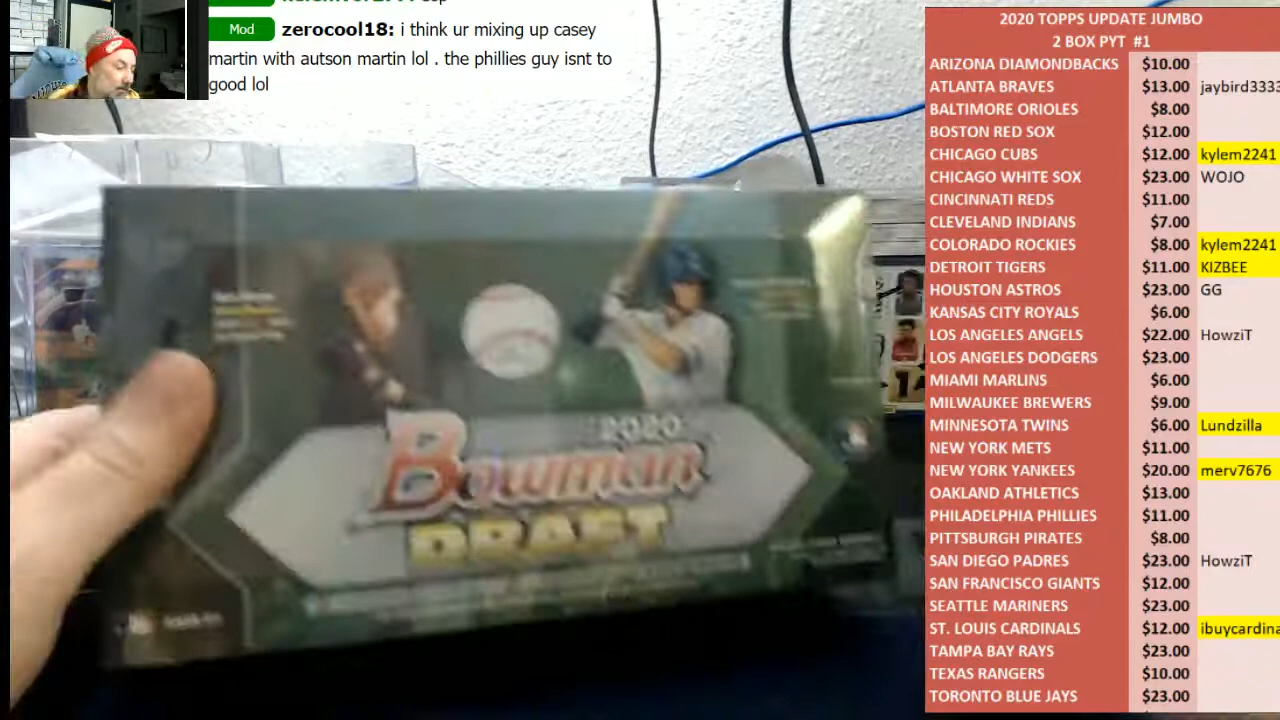 Mod zerocool18: i think ur mixing up casey
martin with autson martin lol . the phillies guy isnt to
good lol
2020
Bowman
DRAFT
2020 TOPPS UPDATE JUMBO
2 BOX PYT #1
ARIZONA DIAMONDBACKS $10.00
ATLANTA BRAVES $13.00 jaybird3333
BALTIMORE ORIOLES $8.00
BOSTON RED SOX $12.00
CHICAGO CUBS $12.00 kylem2241
CHICAGO WHITE SOX $23.00 WOJO
CINCINNATI REDS $11.00
CLEVELAND INDIANS $7.00
COLORADO ROCKIES $8.00 kylem2241
DETROIT TIGERS $11.00 KIZBEE
HOUSTON ASTROS $23.00 GG
KANSAS CITY ROYALS $6.00
LOS ANGELES ANGELS $22.00 HowziT
LOS ANGELES DODGERS $23.00
MIAMI MARLINS $6.00
MILWAUKEE BREWERS $9.00
MINNESOTA TWINS $6.00 Lundzilla
NEW YORK METS $11.00
NEW YORK YANKEES $20.00 merv7676
OAKLAND ATHLETICS $13.00
PHILADELPHIA PHILLIES $11.00
PITTSBURGH PIRATES $8.00
SAN DIEGO PADRES $23.00 HowziT
SAN FRANCISCO GIANTS $12.00
SEATTLE MARINERS $23.00
ST. LOUIS CARDINALS $12.00 ibuycardina
TAMPA BAY RAYS $23.00
TEXAS RANGERS $10.00
TORONTO BLUE JAYS $23.00